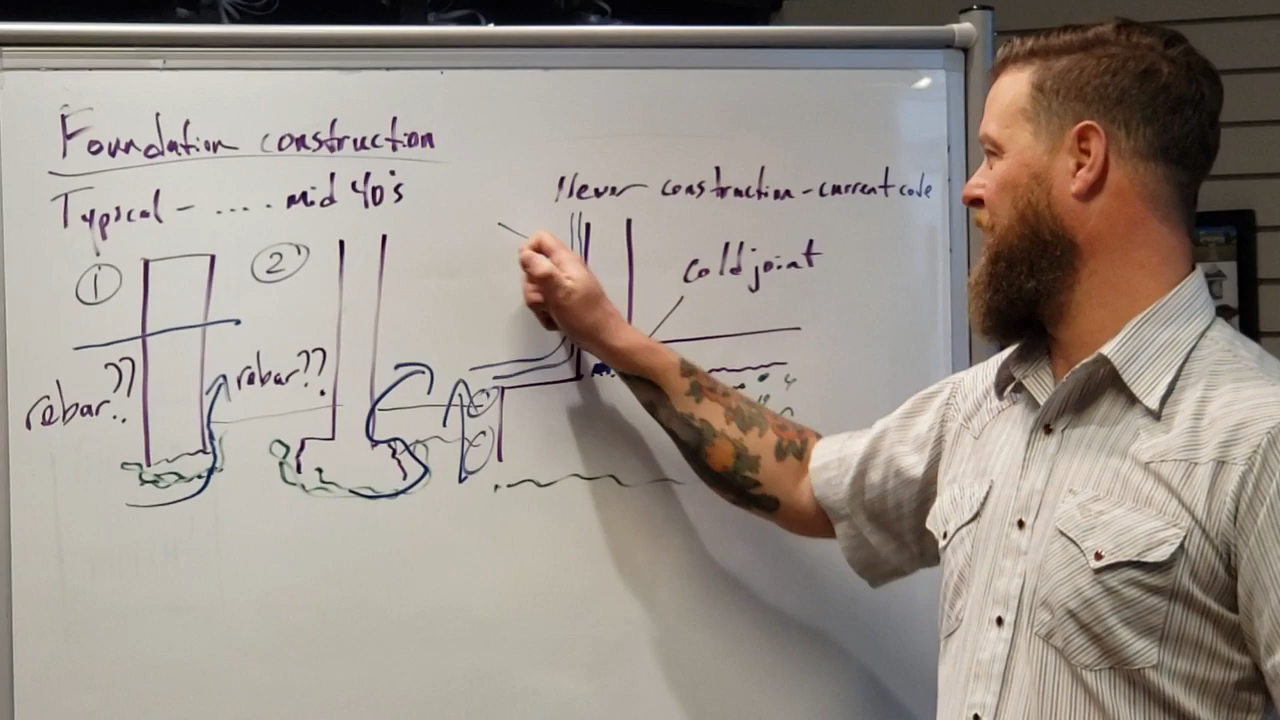 Foundation construction
Typical - .... mid 40's
Newer construction - current code
① ②
cold joint
rebar?? rebar??